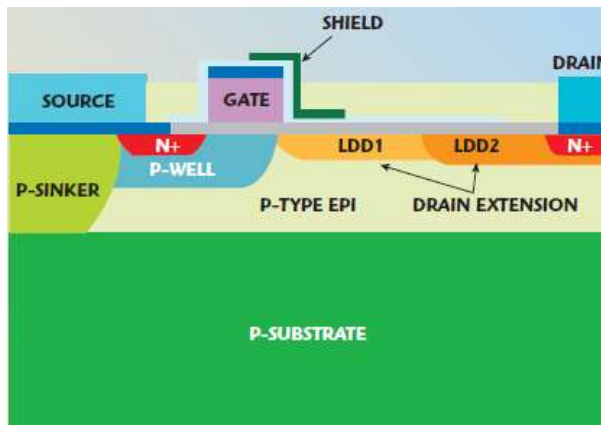 SHIELD
DRAIN
SOURCE
GATE
N+
LDD1
LDD2
N+
P-WELL
P-SINKER
P-TYPE EPI
DRAIN EXTENSION
P-SUBSTRATE